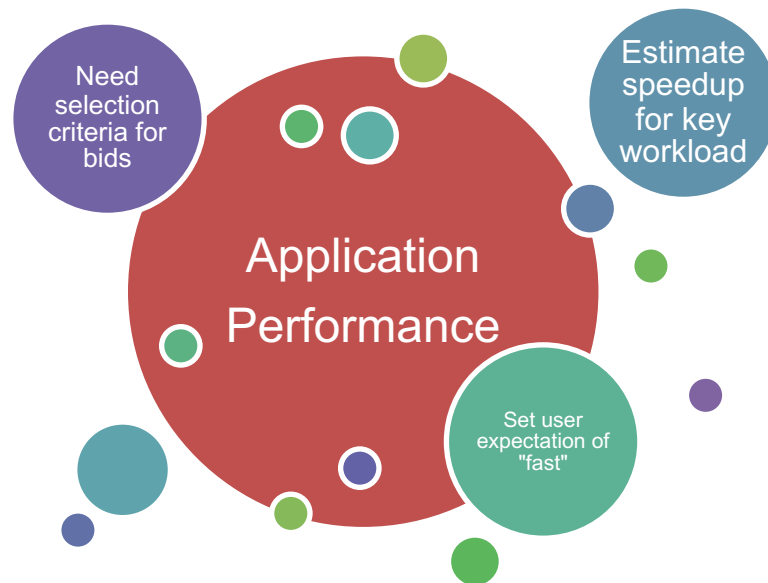 Need
selection
criteria for
bids
Estimate
speedup
for key
workload
Application
Performance
Set user
expectation of
"fast"